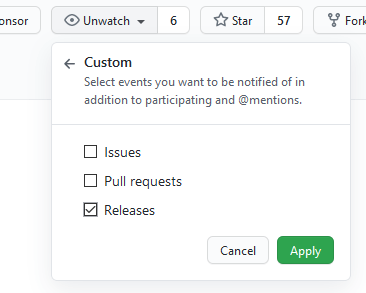 onsor Unwatch 6 Star 57 Fork
Custom
Select events you want to be notified of in
addition to participating and @mentions.
Issues
Pull requests
Releases
Cancel Apply